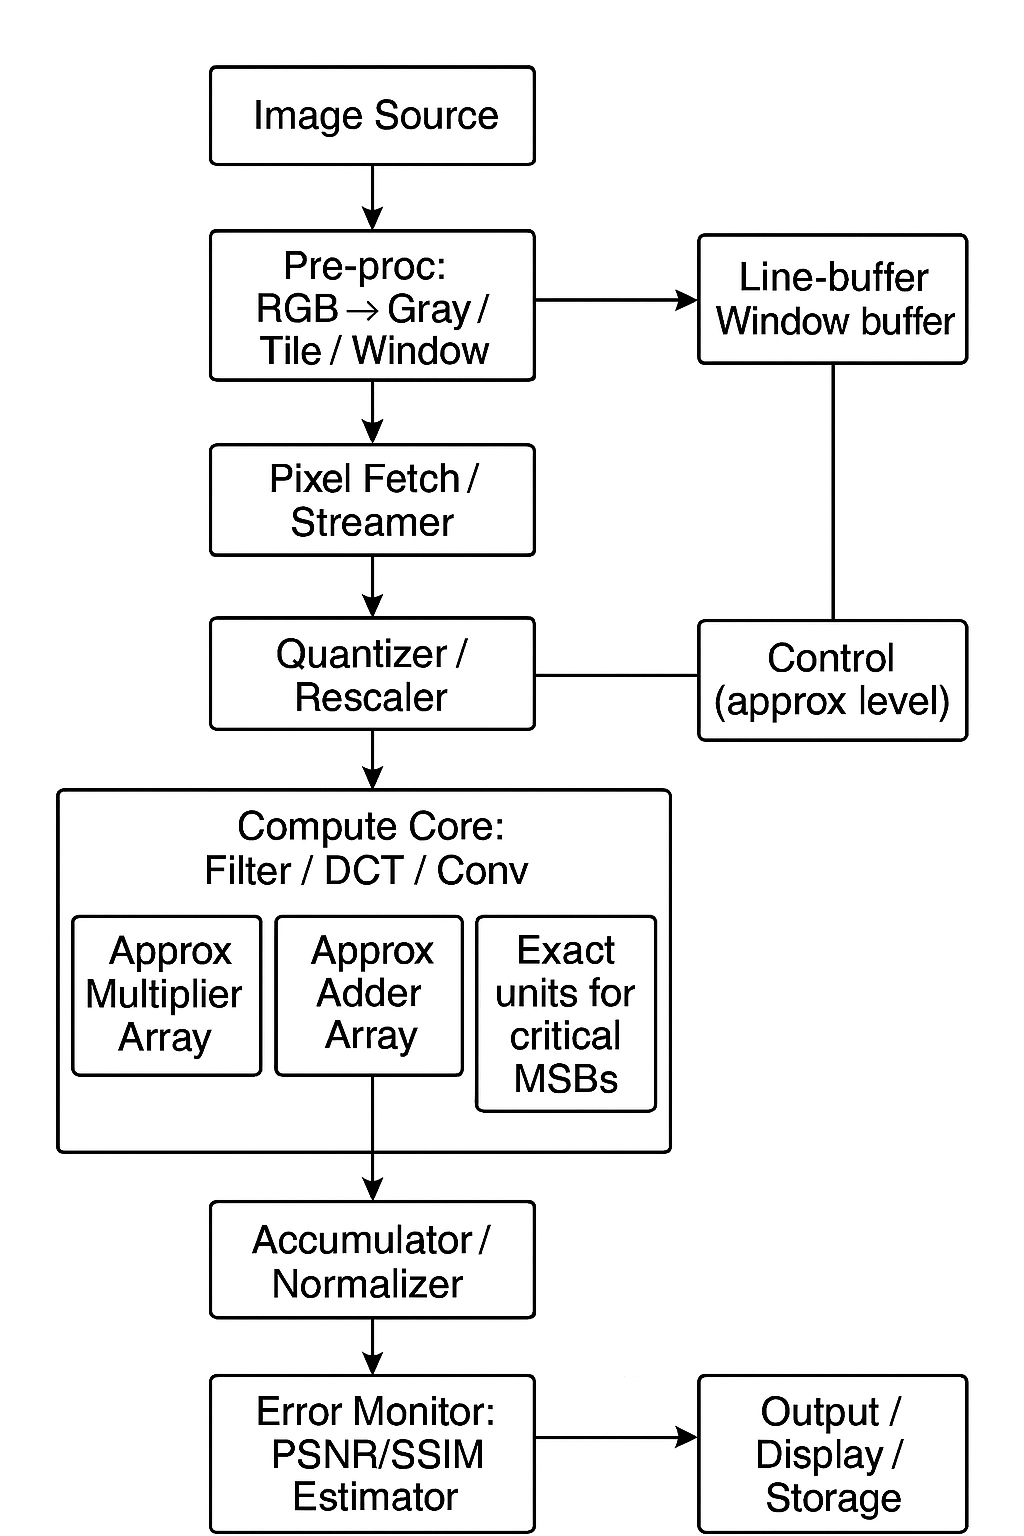 Image Source
Pre-proc:
RGB → Gray /
Tile / Window
Line-buffer
Window buffer
Pixel Fetch /
Streamer
Quantizer /
Rescaler
Control
(approx level)
Compute Core:
Filter / DCT / Conv
Approx
Multiplier
Array
Approx
Adder
Array
Exact
units for
critical
MSBs
Accumulator /
Normalizer
Error Monitor:
PSNR/SSIM
Estimator
Output /
Display /
Storage